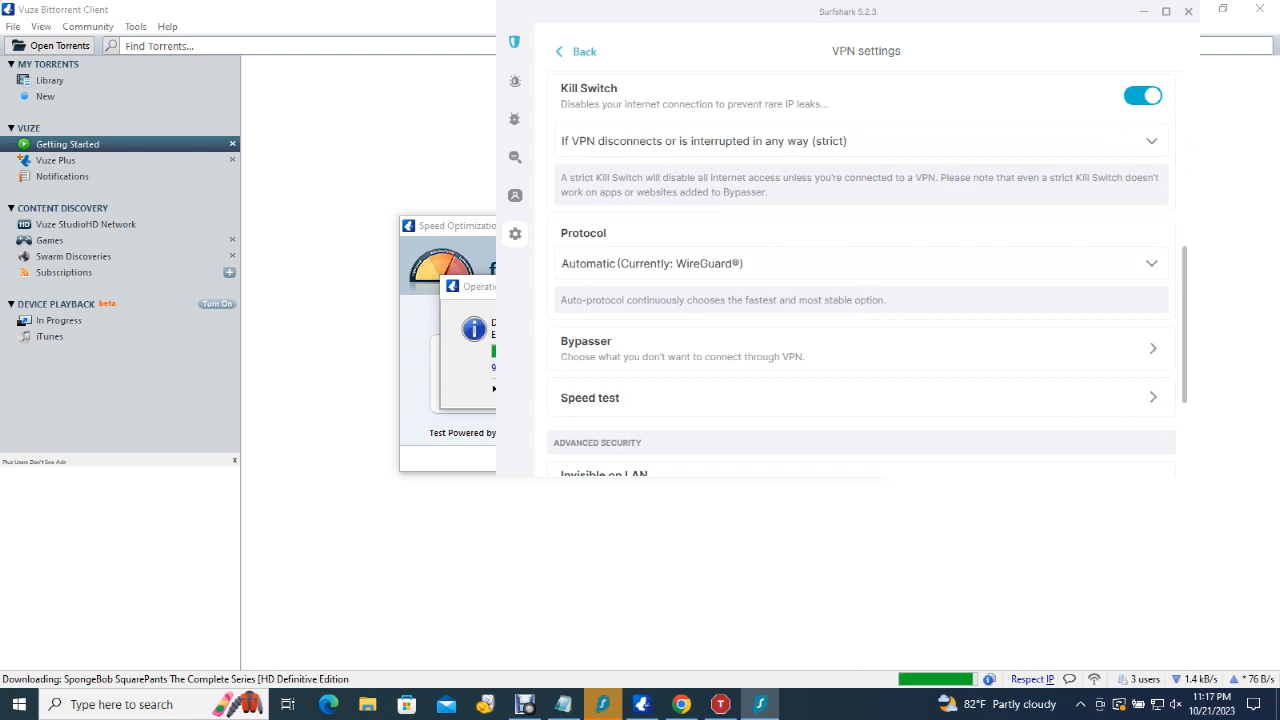 Vuze Bittorrent Client
File View Community Tools Help
Open Torrents
Find Torrents...
MY TORRENTS
Library
New
VUZE
Getting Started
Vuze Plus
Notifications
CONTENT DISCOVERY
Vuze StudioHD Network
Games
Swarm Discoveries
Subscriptions
DEVICE PLAYBACK beta Turn On
In Progress
iTunes
Plus Users Don't See Ads x
Speed Optimizatio
Operati
Test Powered by
Surfshark 5.2.3
Back
VPN settings
Kill Switch
Disables your internet connection to prevent rare IP leaks...
If VPN disconnects or is interrupted in any way (strict)
A strict Kill Switch will disable all internet access unless you're connected to a VPN. Please note that even a strict Kill Switch doesn't
work on apps or websites added to Bypasser.
Protocol
Automatic (Currently: WireGuard®)
Auto-protocol continuously chooses the fastest and most stable option.
Bypasser
Choose what you don't want to connect through VPN.
Speed test
ADVANCED SECURITY
Invisible on LAN
Downloading: SpongeBob SquarePants The Complete Series [HD Definitive Edition
Respect IP
3 users
1.4 kB/s
* 76 B/s
Type here to search
82°F Partly cloudy
11:17 PM
10/21/2023